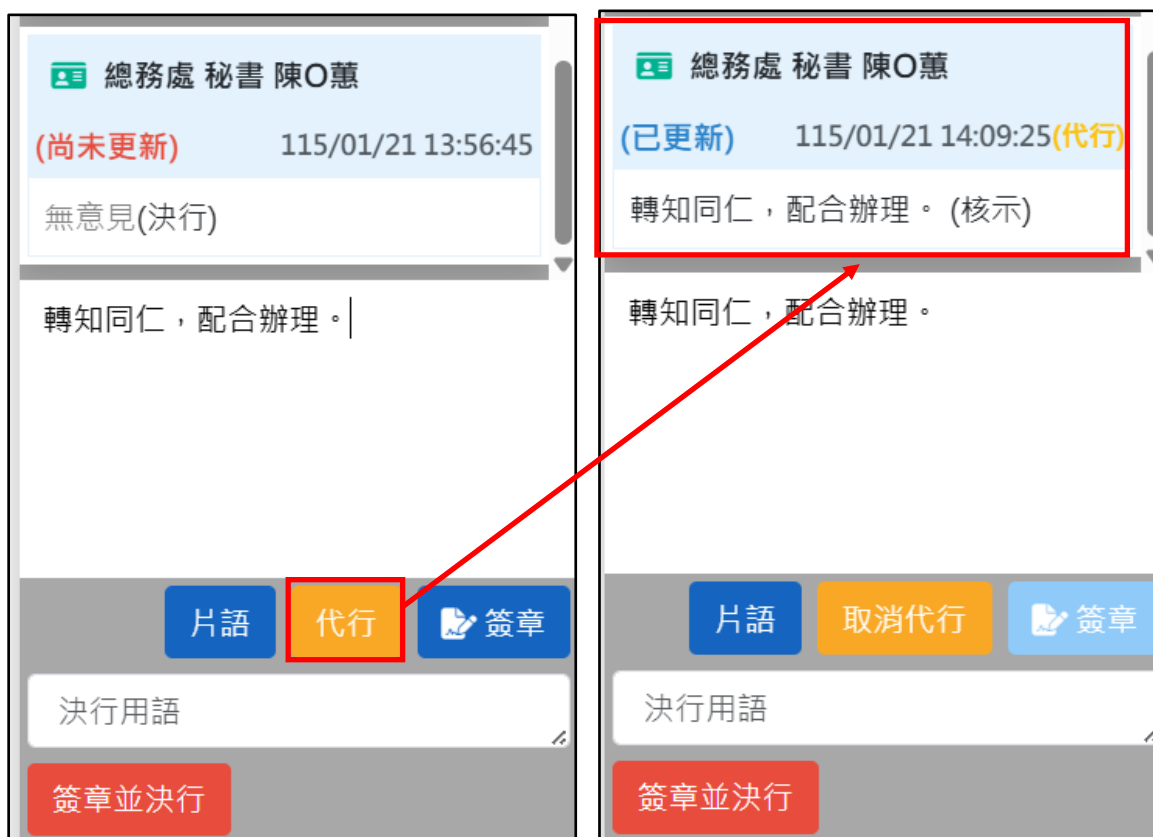 總務處 秘書 陳O蕙
(尚未更新) 115/01/21 13:56:45
無意見(決行)
轉知同仁，配合辦理。
片語 代行 簽章
決行用語
簽章並決行
總務處 秘書 陳O蕙
(已更新) 115/01/21 14:09:25(代行)
轉知同仁，配合辦理。 (核示)
轉知同仁，配合辦理。
片語 取消代行 簽章
決行用語
簽章並決行